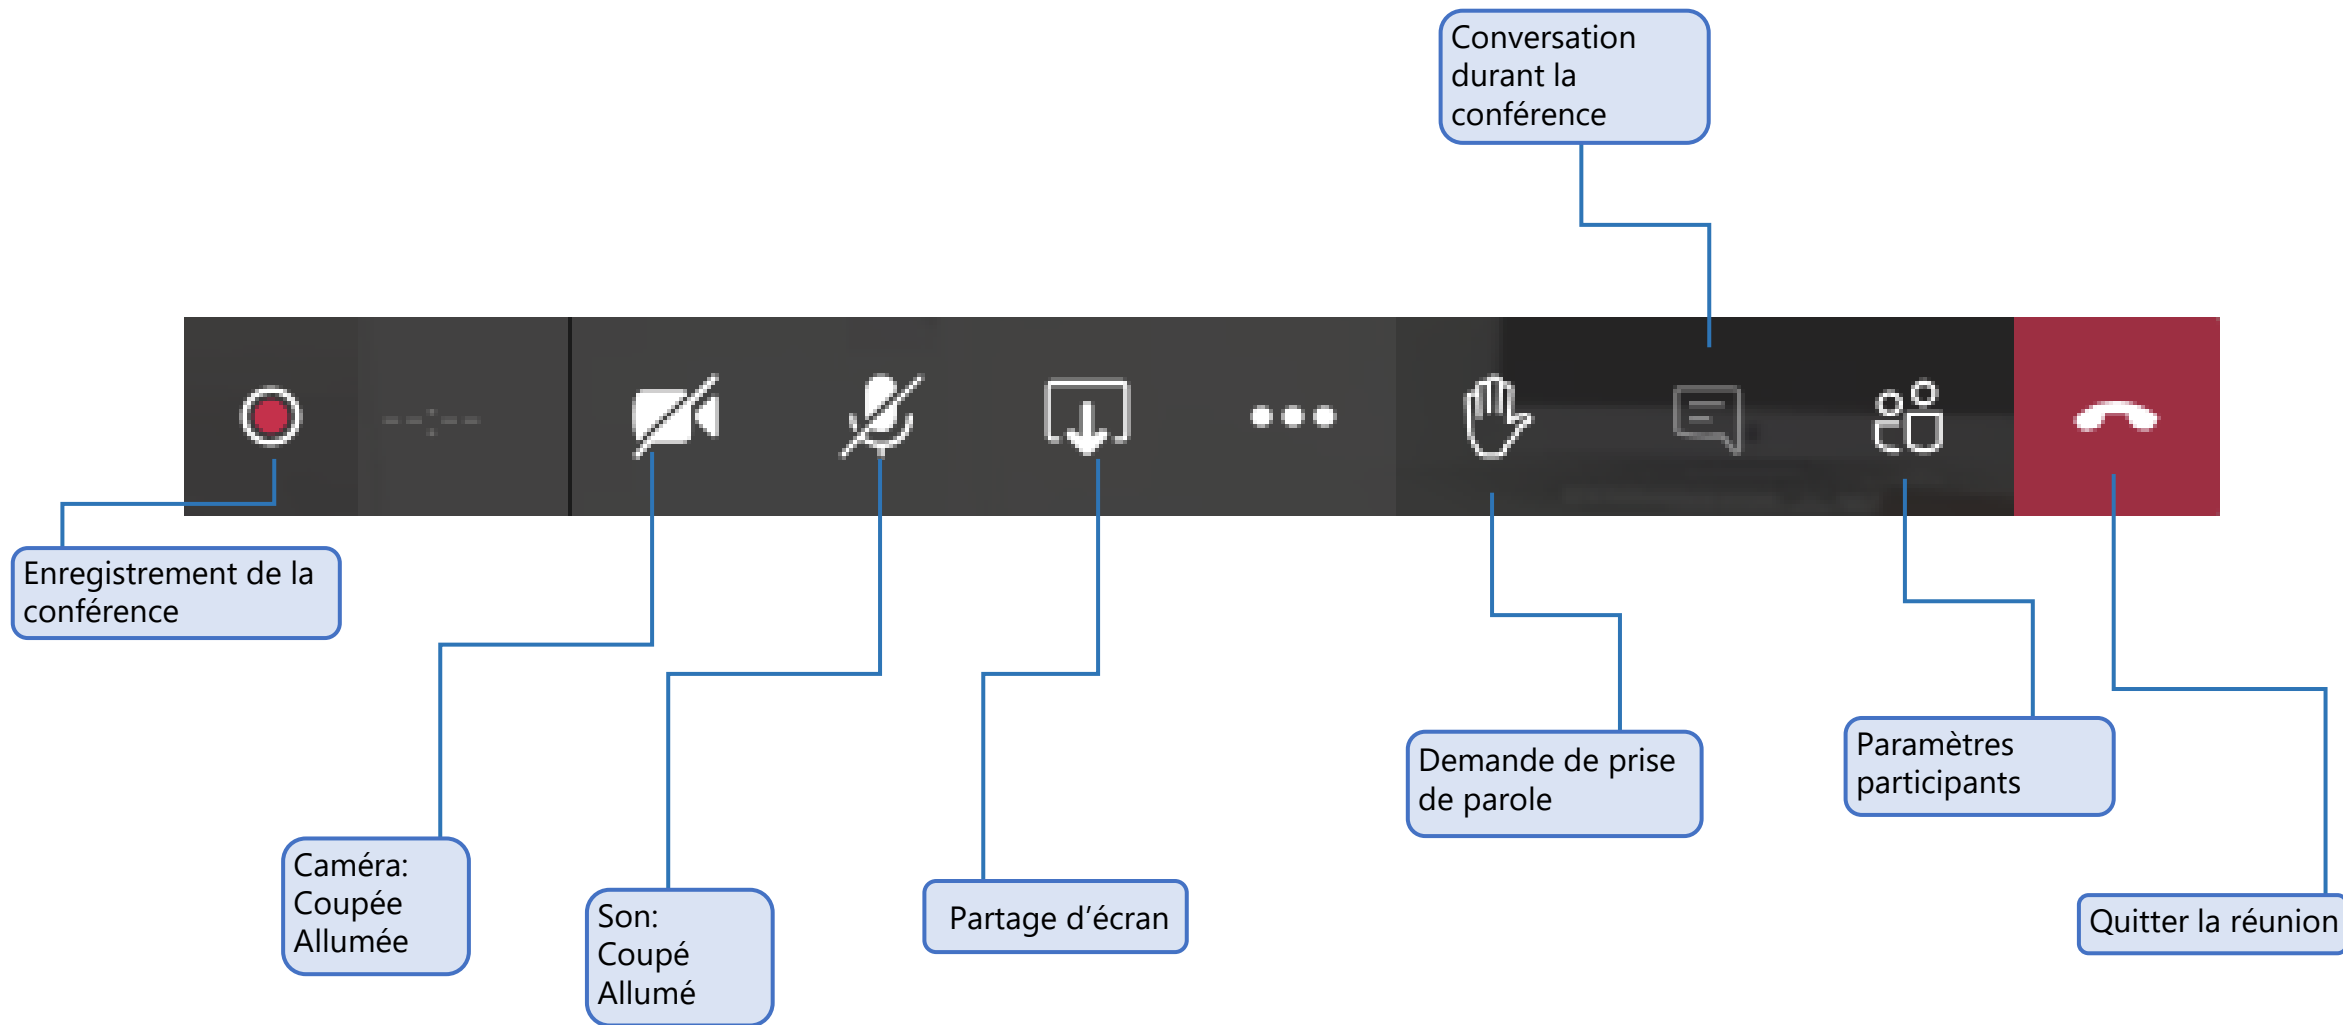 Conversation
durant la
conférence
--:--
Enregistrement de la
conférence
Caméra:
Coupée
Allumée
Son:
Coupé
Allumé
Partage d’écran
Demande de prise
de parole
Paramètres
participants
Quitter la réunion